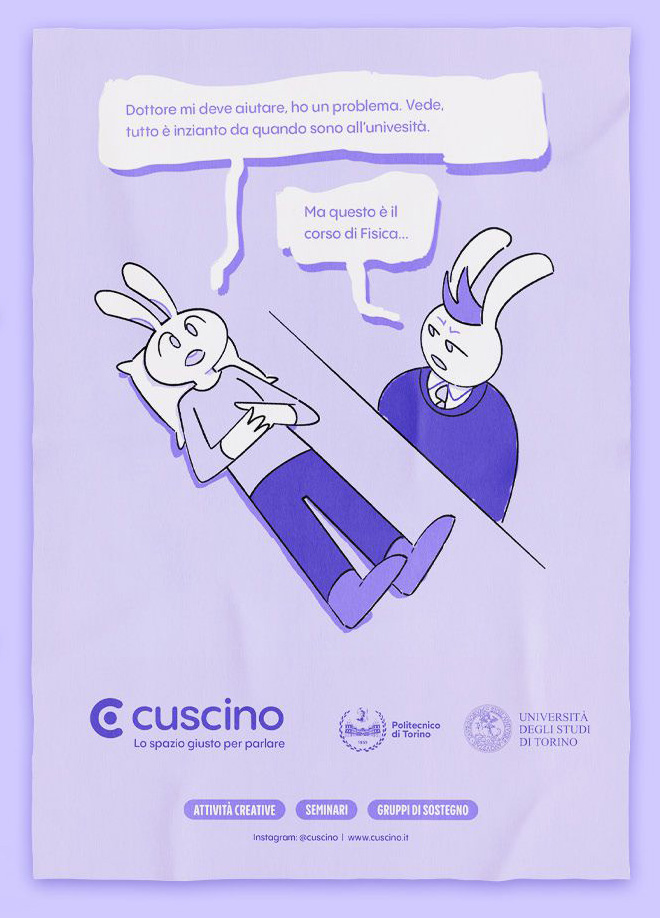 Dottore mi deve aiutare, ho un problema. Vede,
tutto è inzianto da quando sono all'univesità.
Ma questo è il
corso di Fisica...
cuscino
Lo spazio giusto per parlare
Politecnico
di Torino
1859
UNIVERSITÀ
DEGLI STUDI
DI TORINO
ATTIVITÀ CREATIVE
SEMINARI
GRUPPI DI SOSTEGNO
Instagram: @cuscino | www.cuscino.it